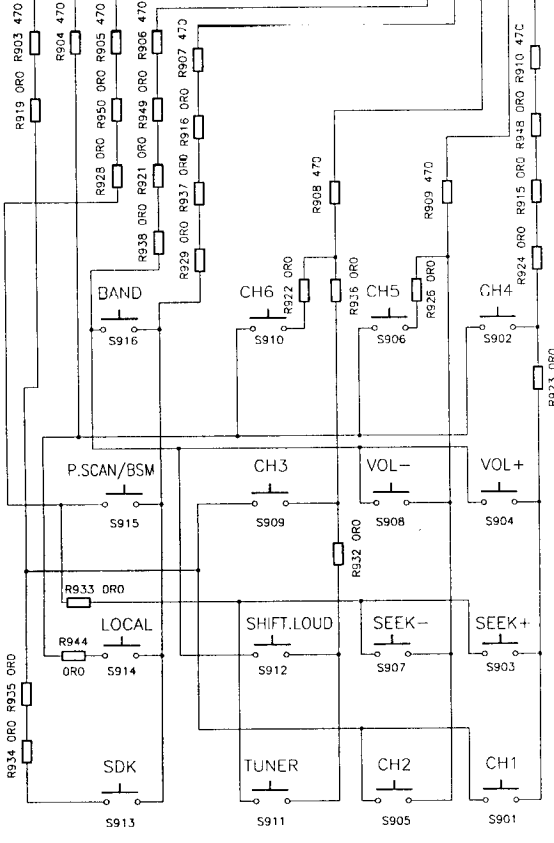 R903 470
R904 470
R905 470
R906 470
R907 470
R910 470
R919 0R0
R950 0R0
R949 0R0
R916 0R0
R948 0R0
R928 0R0
R921 0R0
R937 0R0
R908 470
R909 470
R915 0R0
R938 0R0
R929 0R0
R922 0R0
R936 0R0
R926 0R0
R924 0R0
BAND
CH6
CH5
CH4
S916
S910
S906
S902
R923 0R0
P.SCAN/BSM
CH3
VOL-
VOL+
S915
S909
S908
S904
R932 0R0
R933 0R0
R944
0R0
LOCAL
SHIFT.LOUD
SEEK-
SEEK+
S914
S912
S907
S903
R935 0R0
R934 0R0
SDK
TUNER
CH2
CH1
S913
S911
S905
S901